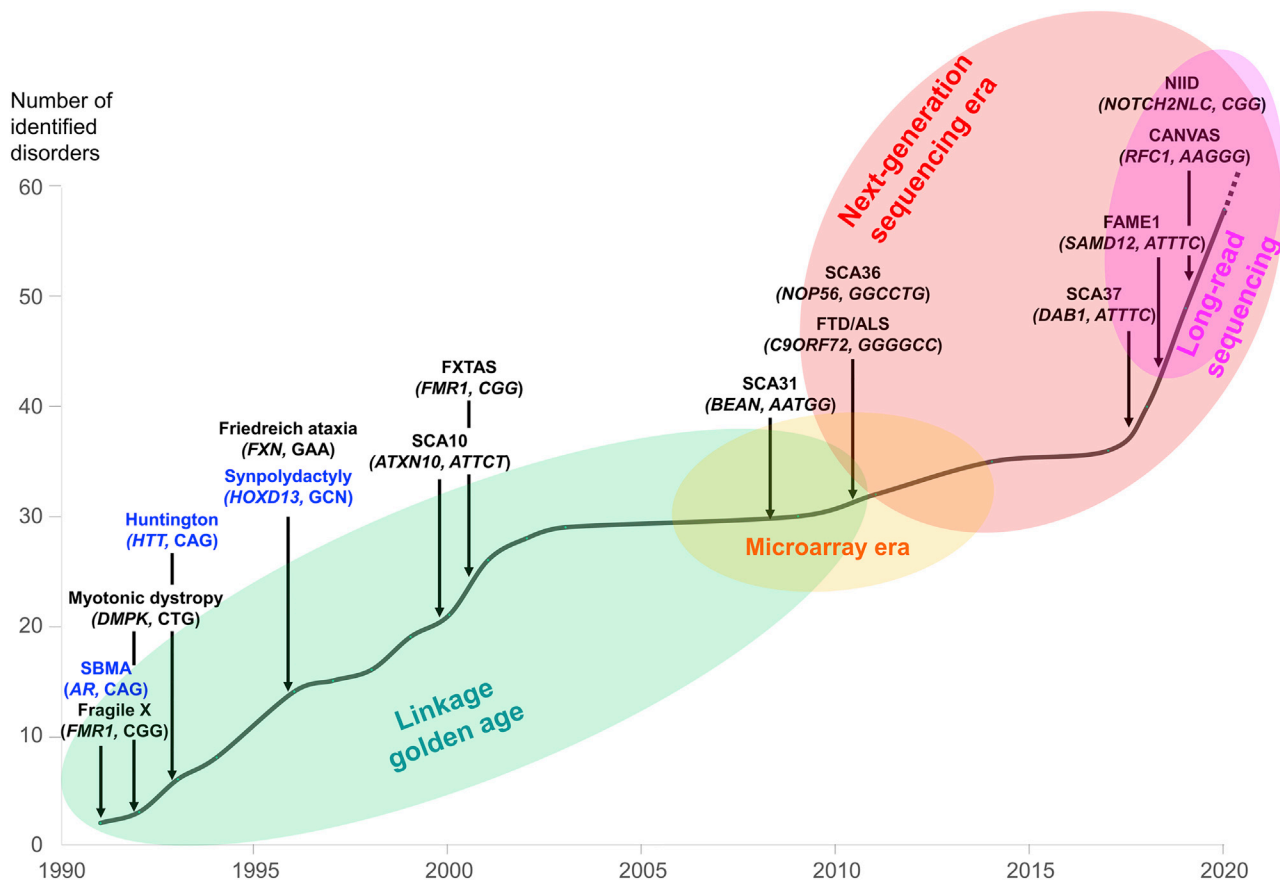 Number of
identified
disorders
60
50
40
30
20
10
0
1990
1995
2000
2005
2010
2015
2020
Fragile X
(FMR1, CGG)
SBMA
(AR, CAG)
Myotonic dystropy
(DMPK, CTG)
Huntington
(HTT, CAG)
Friedreich ataxia
(FXN, GAA)
Synpolydactyly
(HOXD13, GCN)
SCA10
(ATXN10, ATTCT)
FXTAS
(FMR1, CGG)
SCA31
(BEAN, AATGG)
SCA36
(NOP56, GGCCTG)
FTD/ALS
(C9ORF72, GGGGCC)
SCA37
(DAB1, ATTTC)
FAME1
(SAMD12, ATTTC)
NIID
(NOTCH2NLC, CGG)
CANVAS
(RFC1, AAGGG)
Linkage
golden age
Microarray era
Next-generation
sequencing era
Long-read
sequencing